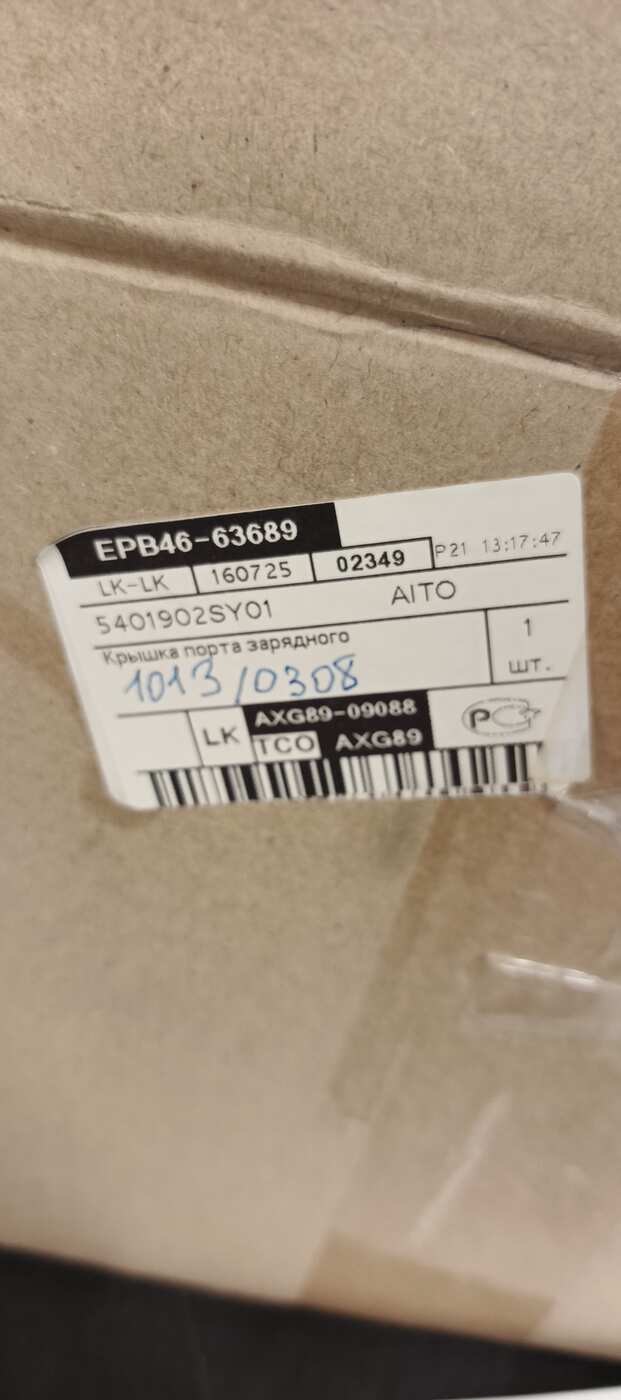 EPB46-63689
LK-LK 160725 02349 P21 13:17:47
5401902SY01 AITO
Крышка порта зарядного 1
шт.
1013/0308
LK AXG89-09088
TCO AXG89